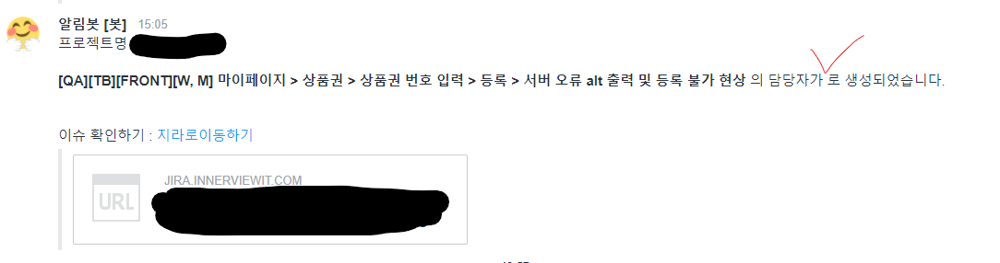 알림봇 [봇] 15:05
프로젝트명
[QA][TB][FRONT][W, M] 마이페이지 > 상품권 > 상품권 번호 입력 > 등록 > 서버 오류 alt 출력 및 등록 불가 현상 의 담당자가 로 생성되었습니다.
이슈 확인하기 : 지라로이동하기
JIRA.INNERVIEWIT.COM
URL